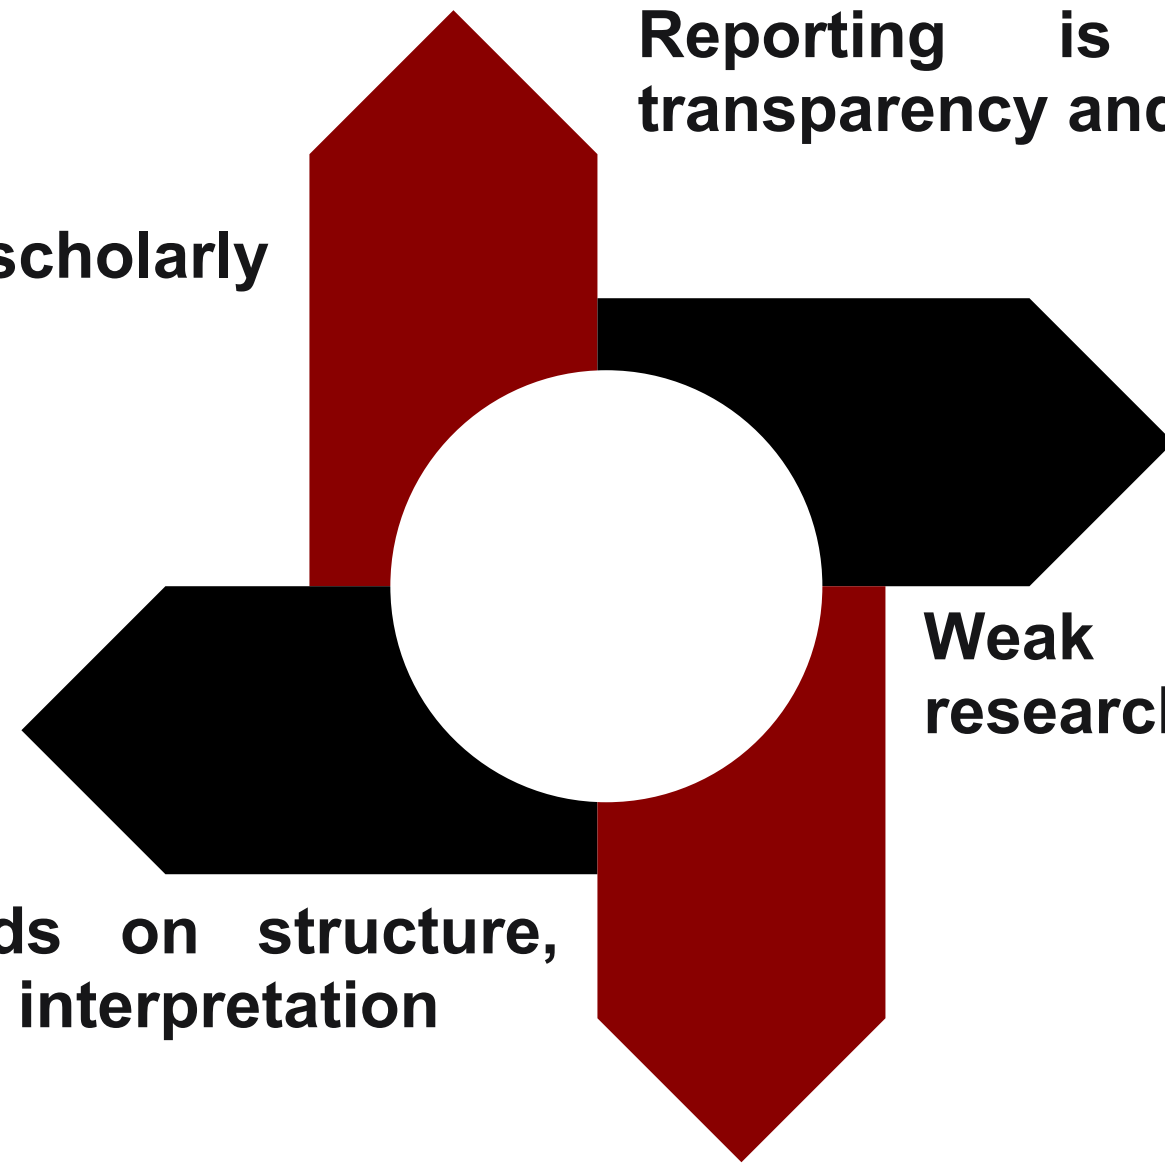 Reporting is
transparency and
scholarly
Weak
research
ds on structure,
interpretation